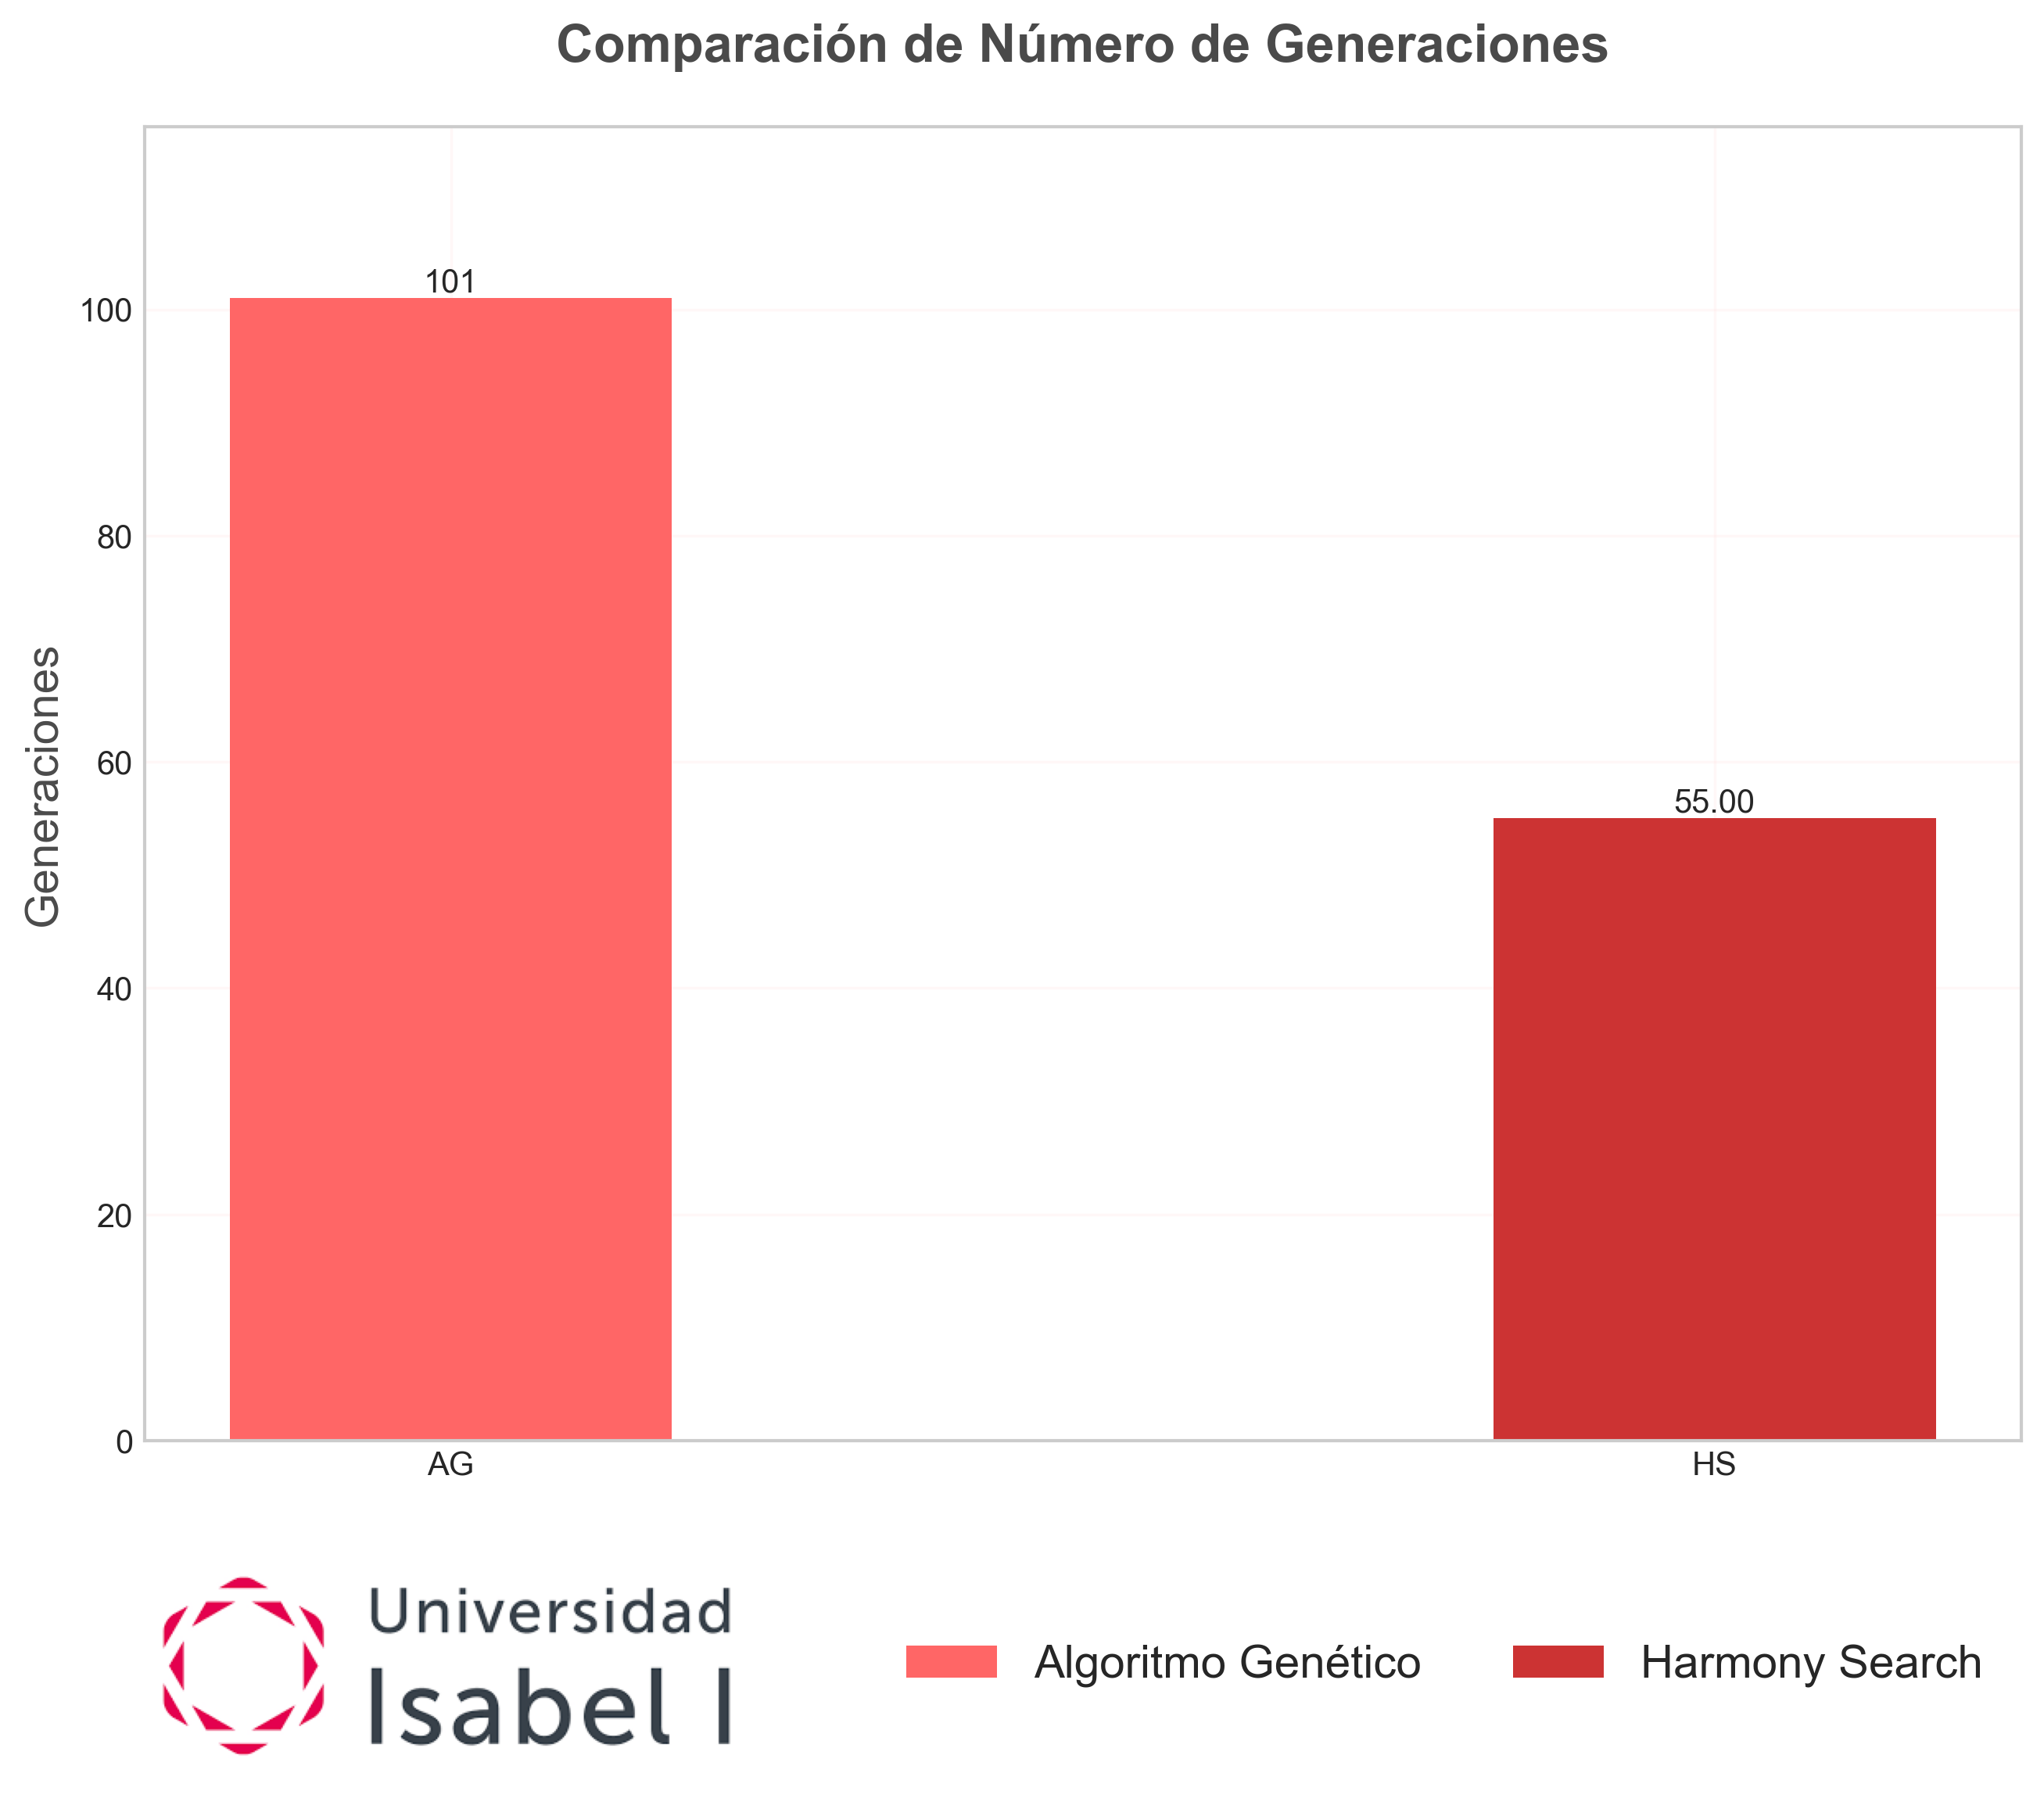 Comparación de Número de Generaciones
Generaciones
100
80
60
40
20
0
101
55.00
AG
HS
Universidad
Isabel I
Algoritmo Genético
Harmony Search